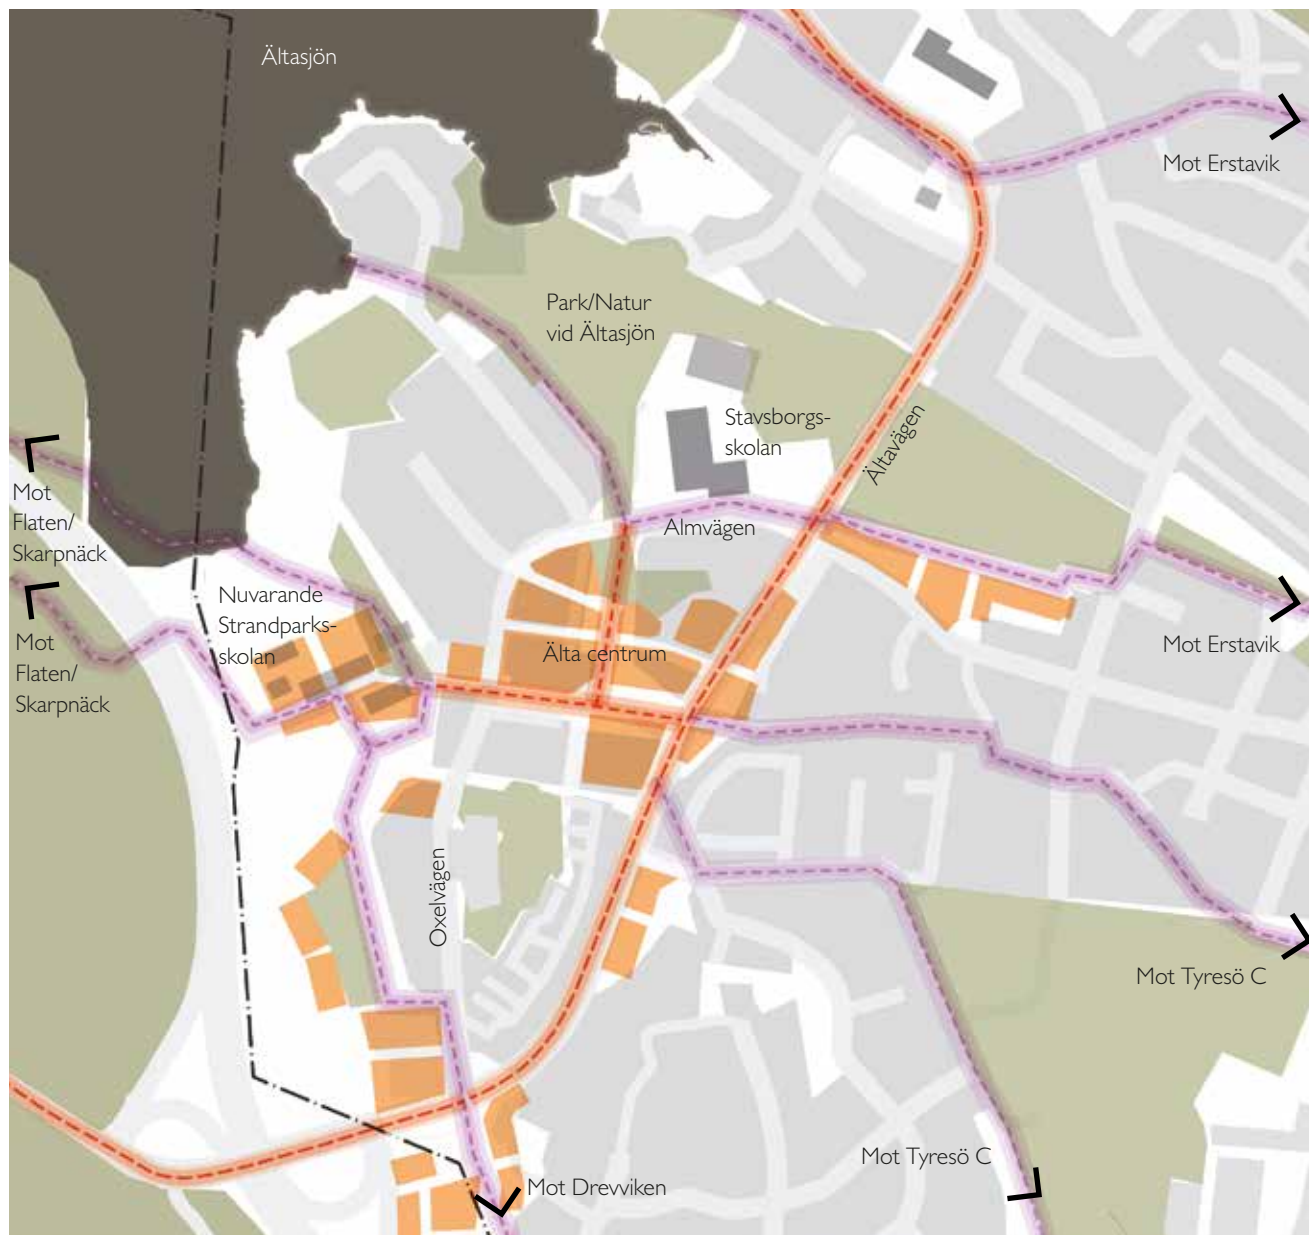 Ältasjön
Mot Erstavik
Park/Natur
vid Ältasjön
Stavsborgs-
skolan
Ältavägen
Mot
Flaten/
Skarpnäck
Almvägen
Nuvarande
Strandparks-
skolan
Mot
Flaten/
Skarpnäck
Älta centrum
Mot Erstavik
Oxelvägen
Mot Tyresö C
Mot Tyresö C
Mot Drevviken